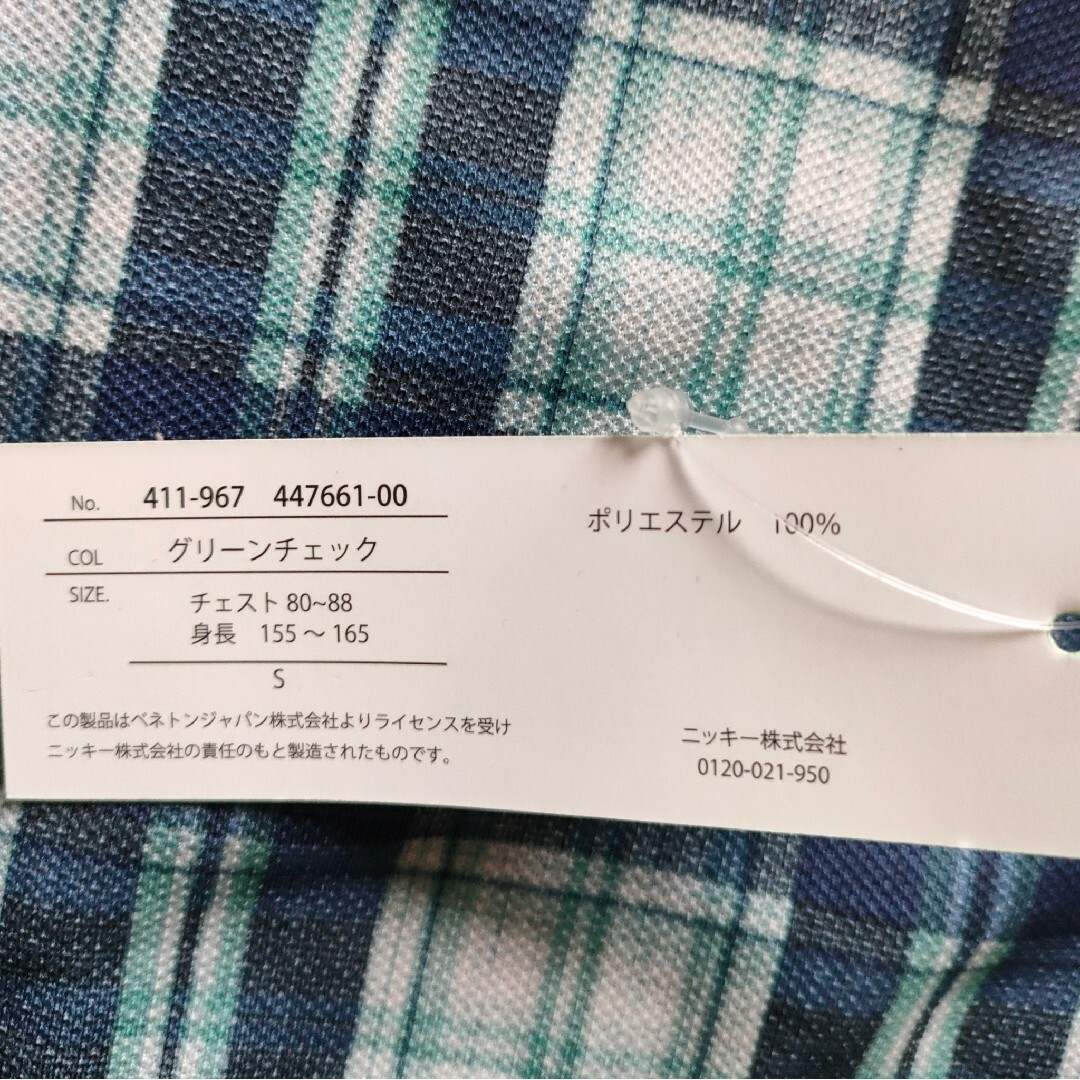 No. 411-967 447661-00
COL グリーンチェック
SIZE. チェスト 80~88
身長 155 ～ 165
S
この製品はベネトンジャパン株式会社よりライセンスを受け
ニッキー株式会社の責任のもと製造されたものです。
ポリエステル 100%
ニッキー株式会社
0120-021-950